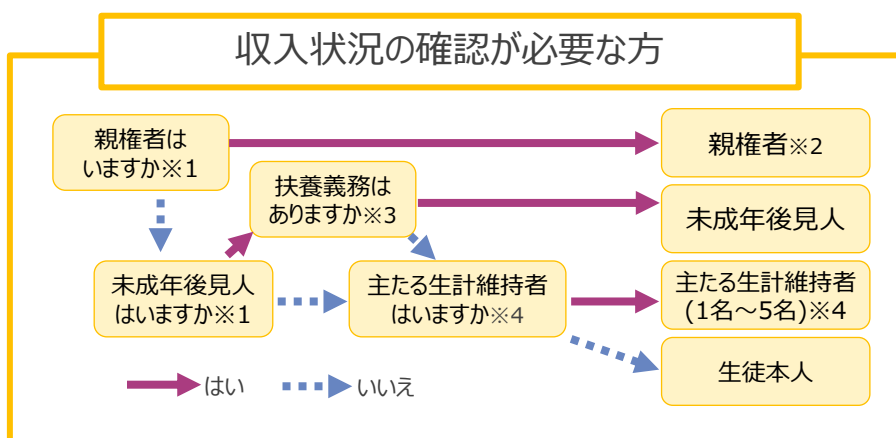 収入状況の確認が必要な方
親権者は
いますか※1
親権者※2
扶養義務は
ありますか※3
未成年後見人
未成年後見人
はいますか※1
主たる生計維持者
はいますか※4
主たる生計維持者
(1名～5名)※4
生徒本人
はい
いいえ